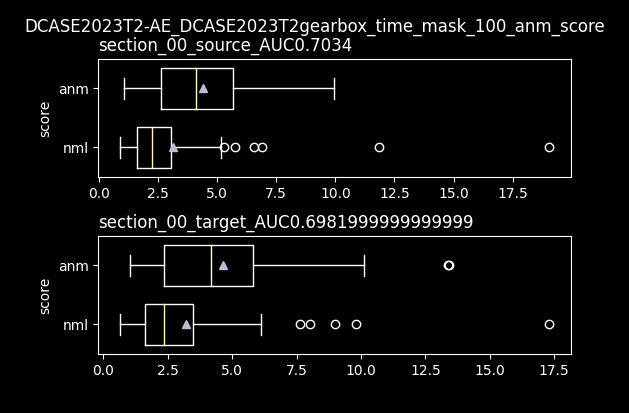 DCASE2023T2-AE_DCASE2023T2gearbox_time_mask_100_anm_score
section_00_source_AUC0.7034
anm
nml
score
0.0 2.5 5.0 7.5 10.0 12.5 15.0 17.5
section_00_target_AUC0.6981999999999999
anm
nml
score
0.0 2.5 5.0 7.5 10.0 12.5 15.0 17.5